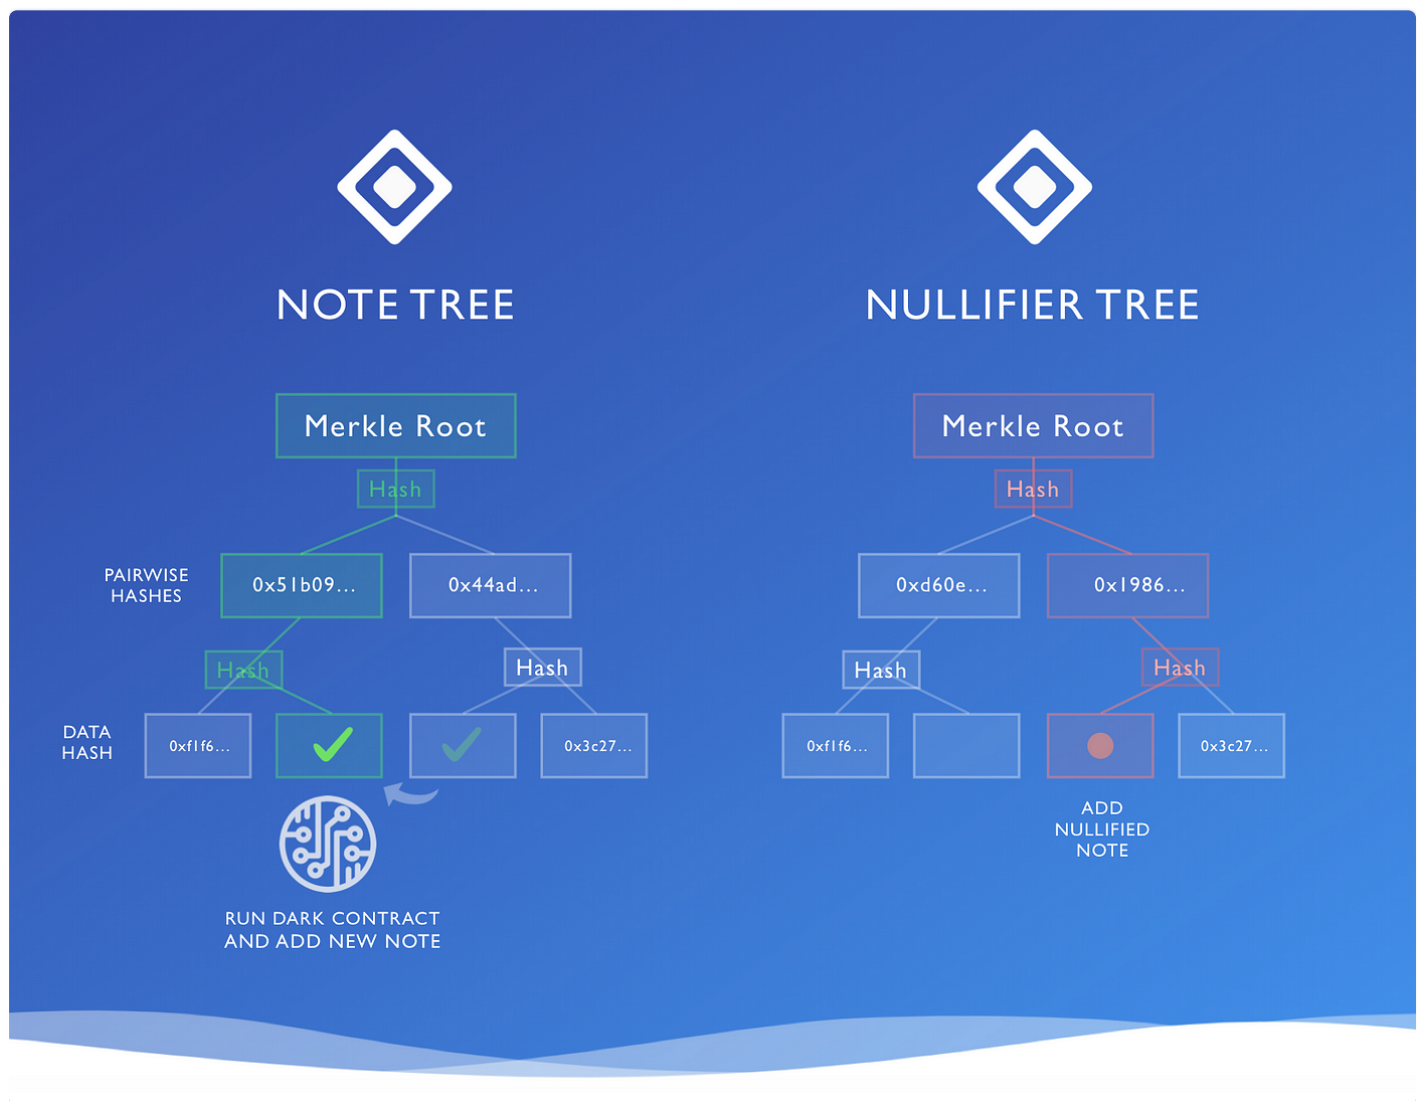 NOTE TREE
NULLIFIER TREE
Merkle Root
Merkle Root
Hash
Hash
PAIRWISE
HASHES
0x51b09...
0x44ad...
0xd60e...
0x1986...
Hash
Hash
Hash
Hash
DATA
HASH
0xf1f6...
0x3c27...
0xf1f6...
0x3c27...
ADD
NULLIFIED
NOTE
RUN DARK CONTRACT
AND ADD NEW NOTE